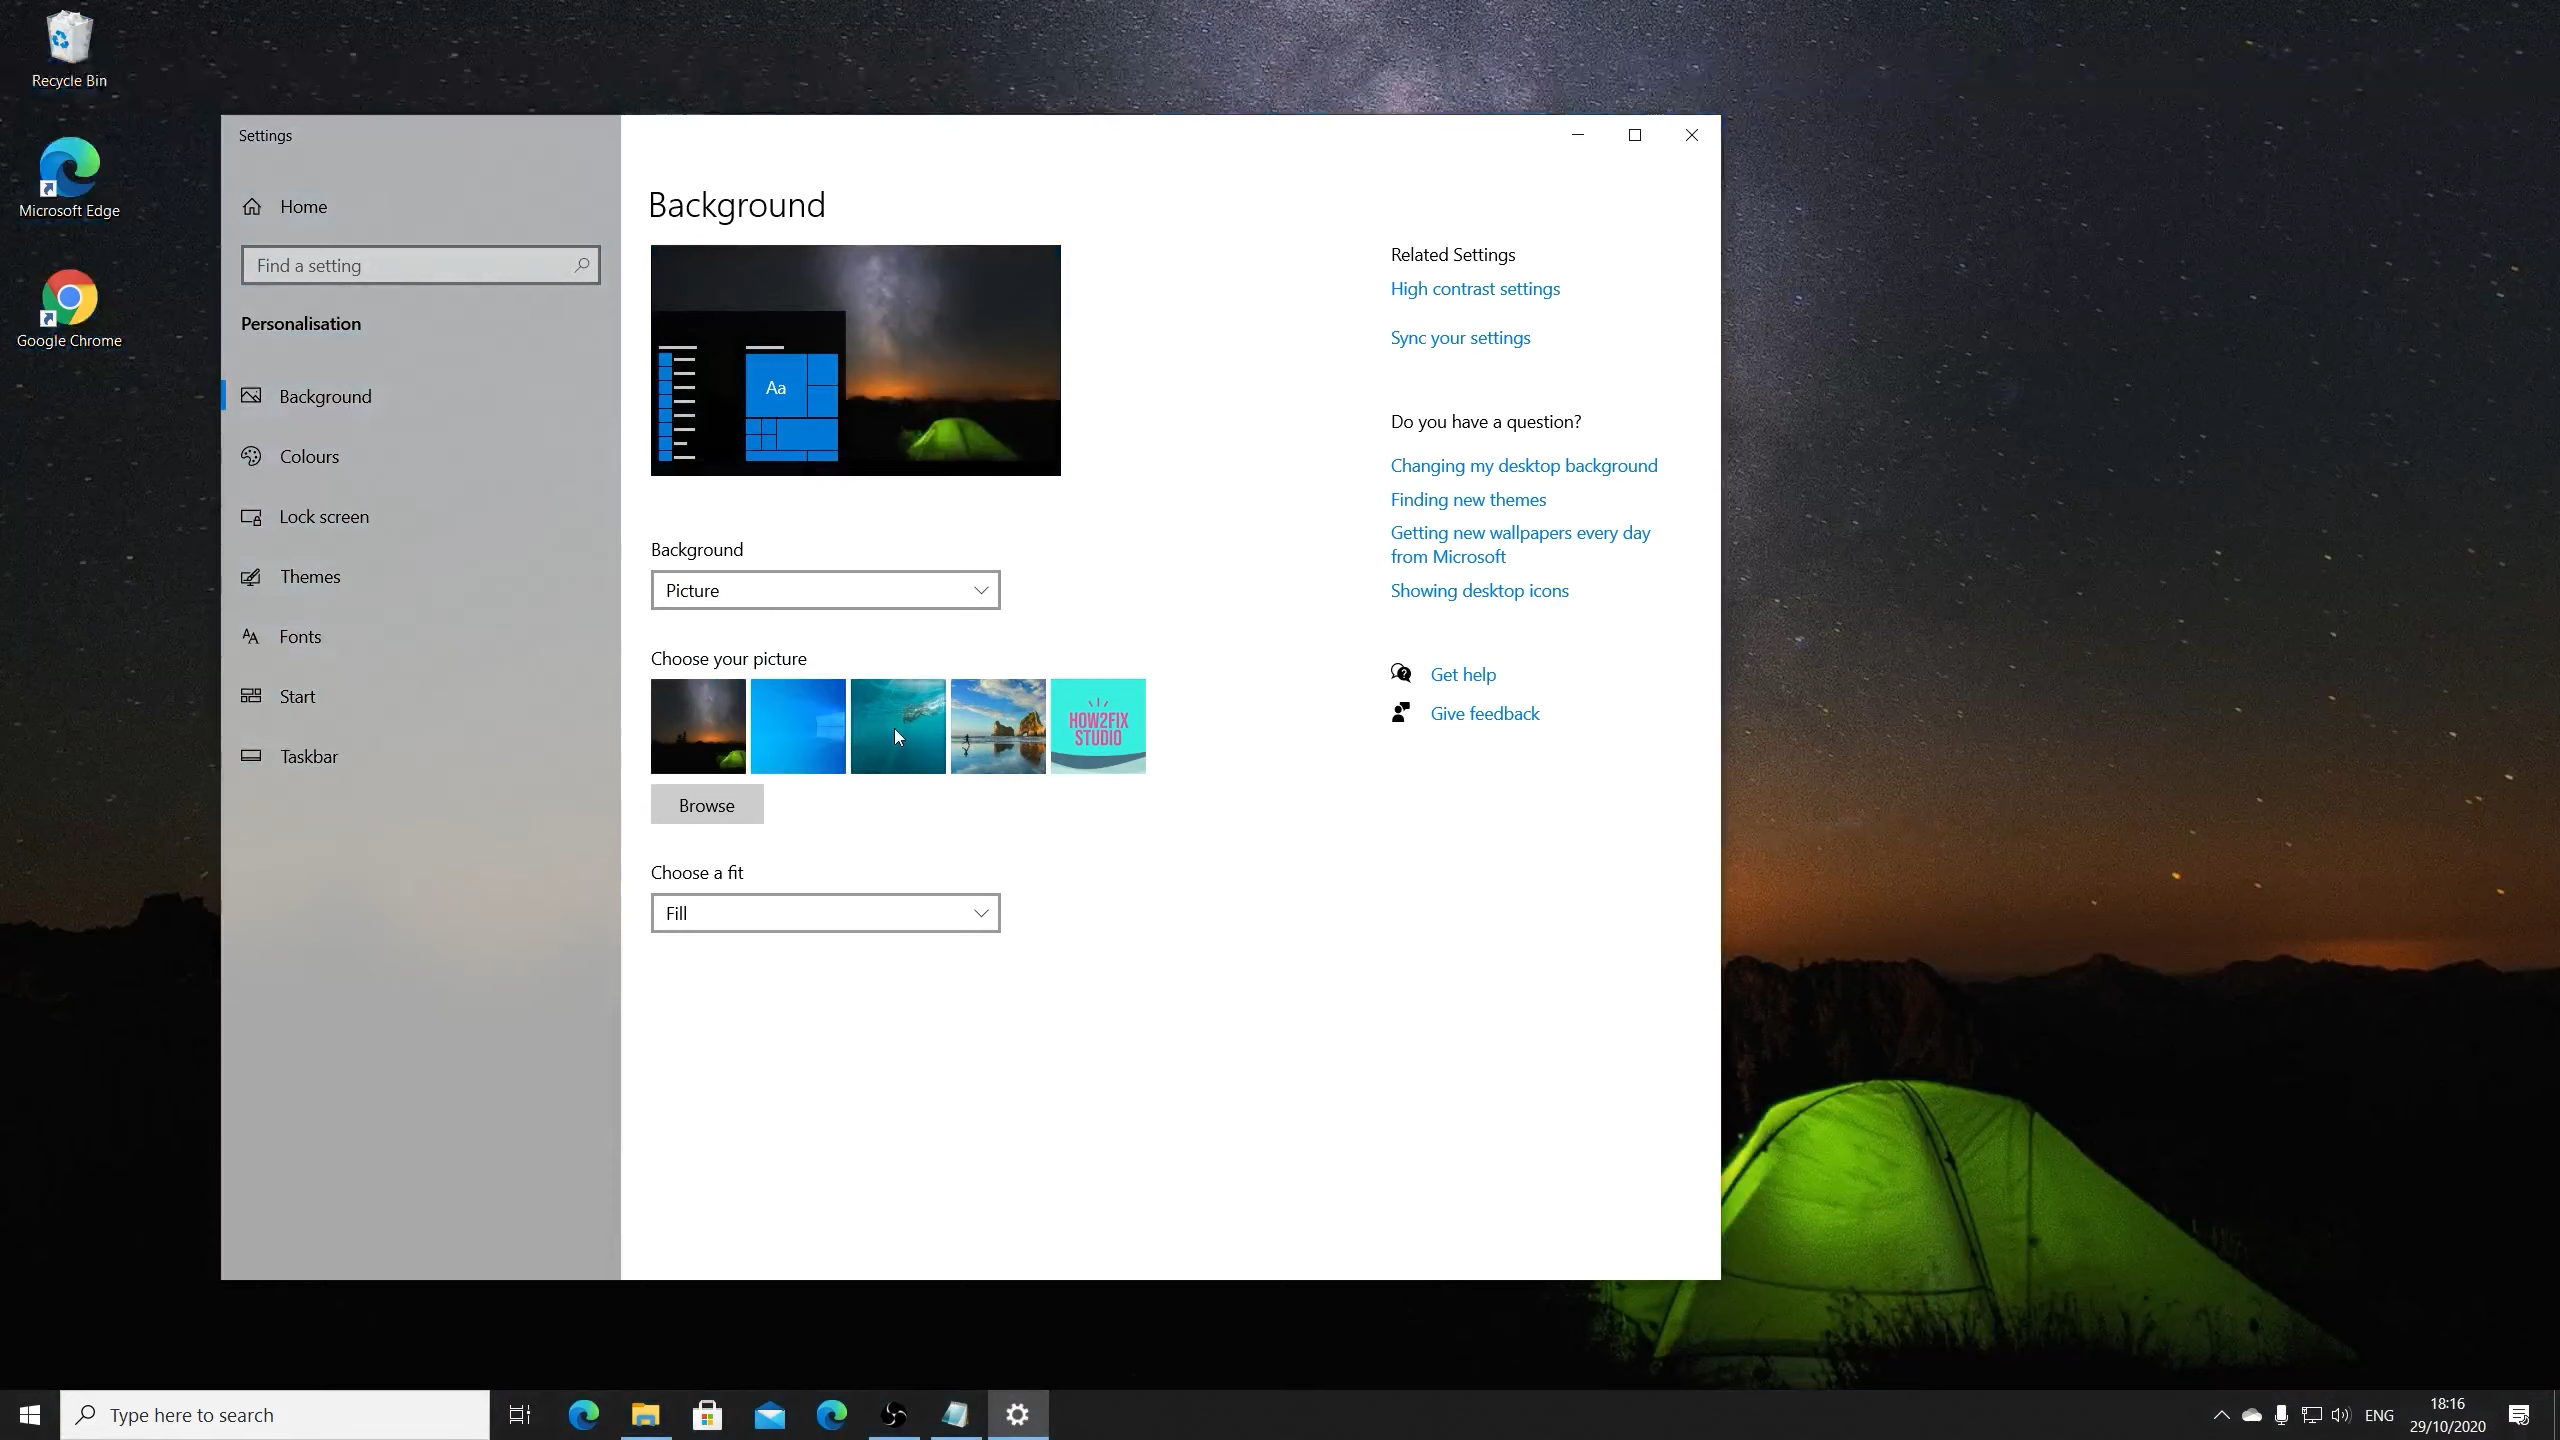 Recycle Bin
Microsoft Edge
Google Chrome
Settings
Home
Find a setting
Personalisation
Background
Colours
Lock screen
Themes
Fonts
Start
Taskbar
Background
Aa
Background
Picture
Choose your picture
HOW2FIX
STUDIO
Browse
Choose a fit
Fill
Related Settings
High contrast settings
Sync your settings
Do you have a question?
Changing my desktop background
Finding new themes
Getting new wallpapers every day
from Microsoft
Showing desktop icons
Get help
Give feedback
Type here to search
ENG
18:16
29/10/2020